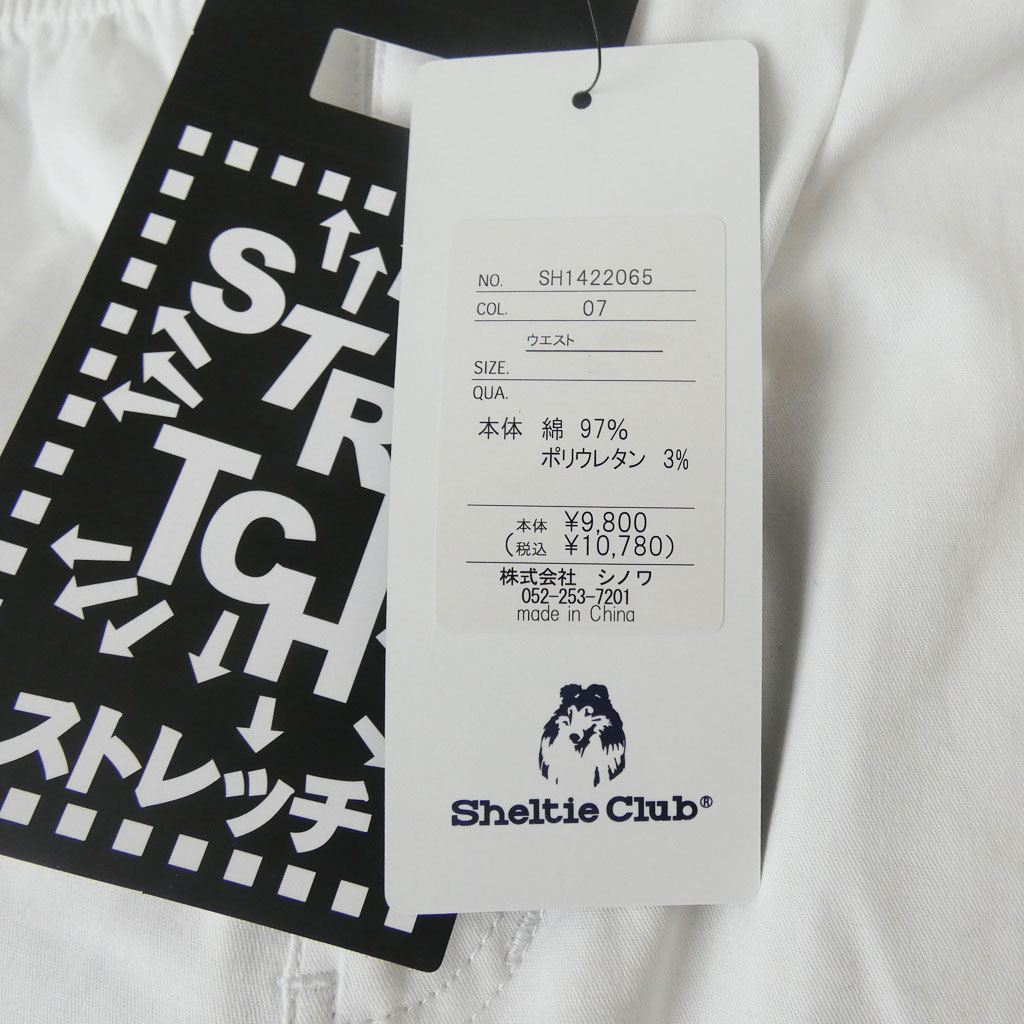 STR
TCH
ストレッチ
NO. SH1422065
COL. 07
ウエスト
SIZE.
QUA.
本体 綿 97%
ポリウレタン 3%
本体 ¥9,800
(税込 ¥10,780)
株式会社 シノワ
052-253-7201
made in China
Sheltie Club®